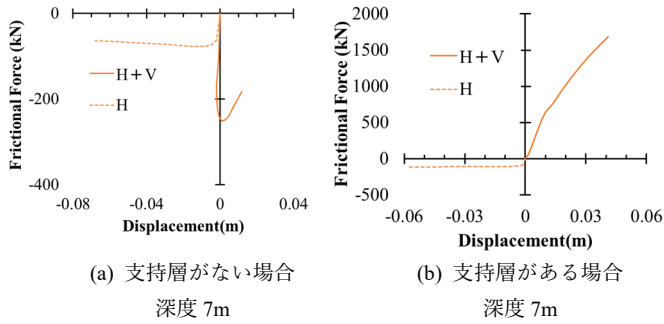 (a)
0
-200
-400
Frictional Force (kN)
H+V
H
-0.08
-0.04
0
0.04
Displacement(m)
(a) 支持層がない場合
深度 7m
(b)
2000
1500
1000
500
0
-500
Frictional Force (kN)
H+V
H
-0.06
-0.03
0
0.03
0.06
Displacement(m)
(b) 支持層がある場合
深度 7m